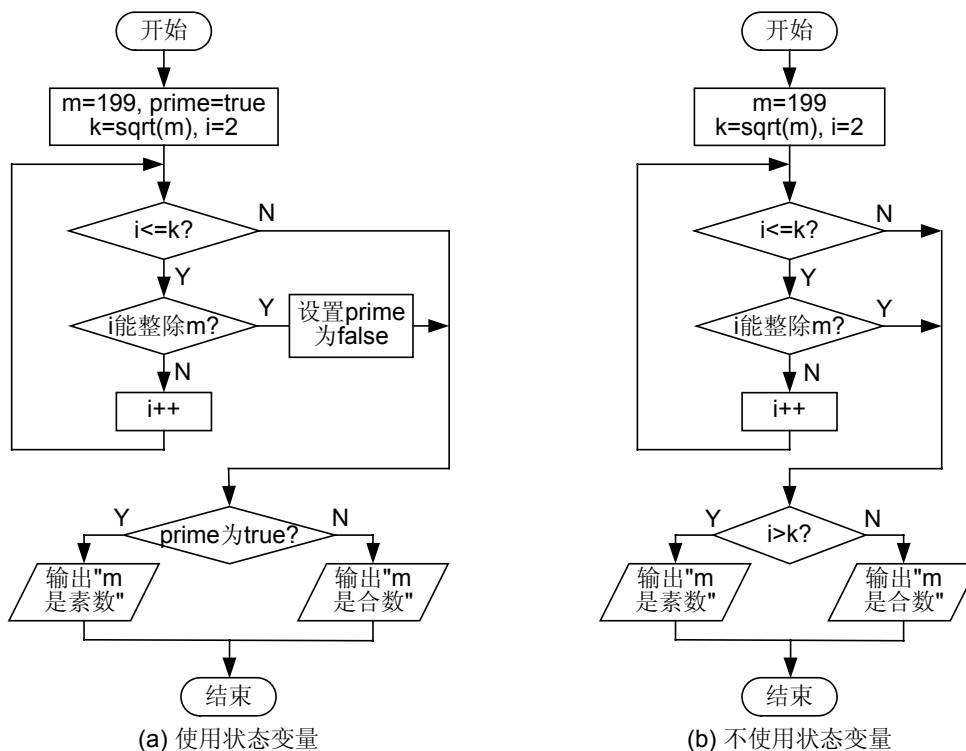 开始
m=199, prime=true
k=sqrt(m), i=2
i<=k?
N
Y
i能整除m?
Y
设置prime
为false
N
i++
prime为true?
Y
N
输出"m
是素数"
输出"m
是合数"
结束
(a) 使用状态变量
开始
m=199
k=sqrt(m), i=2
i<=k?
N
Y
i能整除m?
Y
N
i++
i>k?
Y
N
输出"m
是素数"
输出"m
是合数"
结束
(b) 不使用状态变量